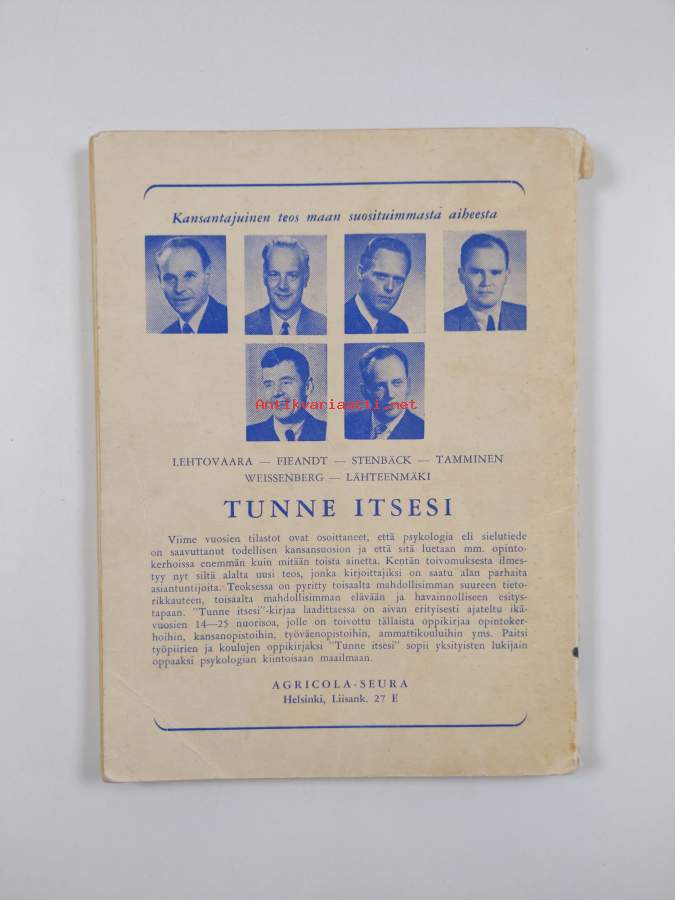 Kansantajuinen teos maan suosituimmasta aiheesta
Antikvariaatti.net
LEHTOVAARA — FIEANDT — STENBÄCK — TAMMINEN
WEISSENBERG — LÄHTEENMÄKI
TUNNE ITSESI
Viime vuosien tilastot ovat osoittaneet, että psykologia eli sielutiede
on saavuttanut todellisen kansansuosion ja että sitä luetaan mm. opinto-
kerhoissa enemmän kuin mitään toista ainetta. Kentän toivomuksesta ilmes-
tyy nyt siltä alalta uusi teos, jonka kirjoittajiksi on saatu alan parhaita
asiantuntijoita. Teoksessa on pyritty toisaalta mahdollisimman suureen tieto-
rikkauteen, toisaalta mahdollisimman elävään ja havainnolliseen esitys-
tapaan. "Tunne itsesi"-kirjaa laadittaessa on aivan erityisesti ajateltu ikä-
vuosien 14—25 nuorisoa, jolle on toivottu tällaista oppikirjaa opintoker-
hoihin, kansanopistoihin, työväenopistoihin, ammattikouluihin yms. Paitsi
työpiirien ja koulujen oppikirjaksi "Tunne itsesi" sopii yksityisten lukijain
oppaaksi psykologian kiintoisaan maailmaan.
AGRICOLA-SEURA
Helsinki, Liisank. 27 E